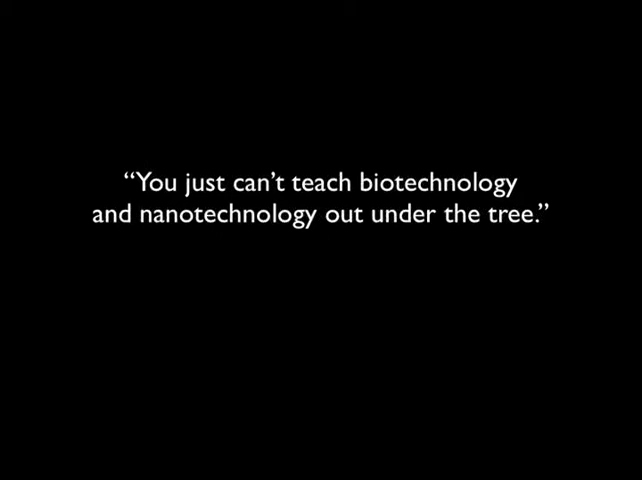 “You just can’t teach biotechnology
and nanotechnology out under the tree.”